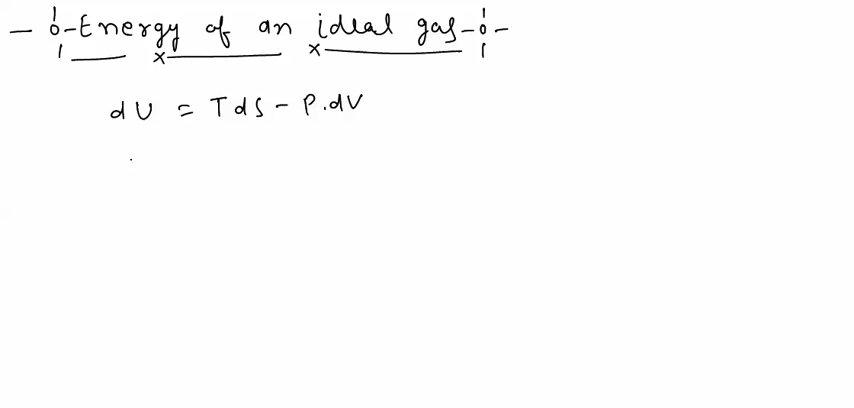 Energy of an ideal gas
dU = TdS - P.dV